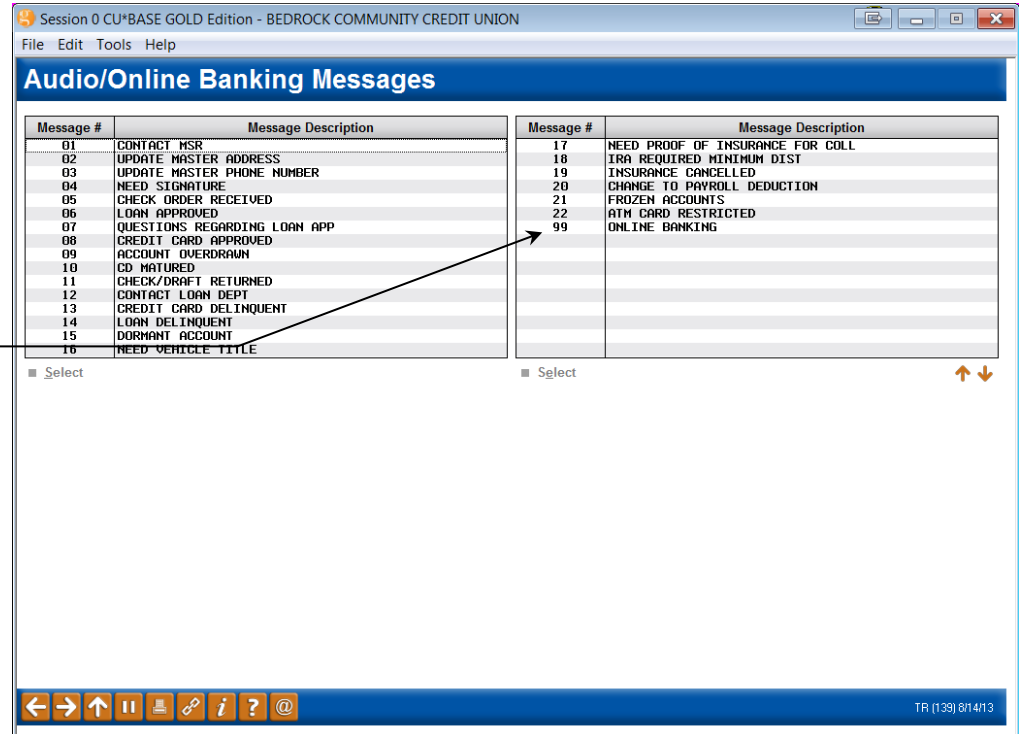 Session 0 CU*BASE GOLD Edition - BEDROCK COMMUNITY CREDIT UNION
File Edit Tools Help
Audio/Online Banking Messages
Message # Message Description
01 CONTACT MSR
02 UPDATE MASTER ADDRESS
03 UPDATE MASTER PHONE NUMBER
04 NEED SIGNATURE
05 CHECK ORDER RECEIVED
06 LOAN APPROVED
07 QUESTIONS REGARDING LOAN APP
08 CREDIT CARD APPROVED
09 ACCOUNT OVERDRAWN
10 CD MATURED
11 CHECK/DRAFT RETURNED
12 CONTACT LOAN DEPT
13 CREDIT CARD DELINQUENT
14 LOAN DELINQUENT
15 DORMANT ACCOUNT
16 NEED VEHICLE TITLE
Select
Message # Message Description
17 NEED PROOF OF INSURANCE FOR COLL
18 IRA REQUIRED MINIMUM DIST
19 INSURANCE CANCELLED
20 CHANGE TO PAYROLL DEDUCTION
21 FROZEN ACCOUNTS
22 ATM CARD RESTRICTED
99 ONLINE BANKING
Select
i ? @
TR (139) 8/14/13